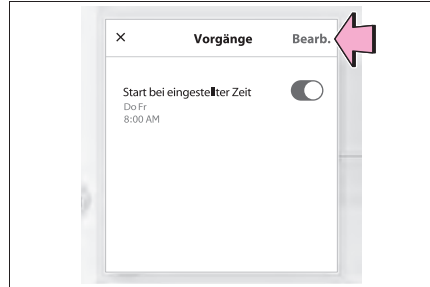 × Vorgänge Bearb.
Start bei eingestellter Zeit
Do Fr
8:00 AM